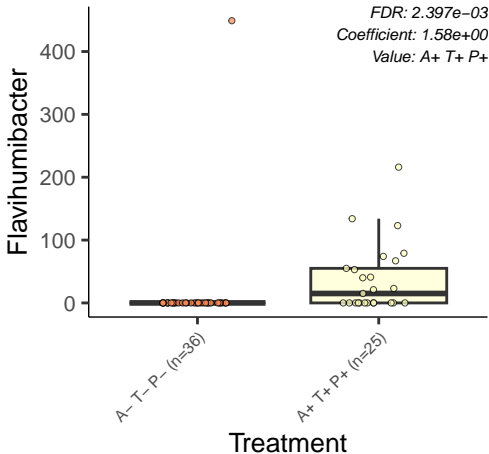 FDR: 2.397e−03
Coefficient: 1.58e+00
Value: A+ T+ P+
Flavihumibacter
400
300
200
100
0
A− T− P− (n=36)
A+ T+ P+ (n=25)
Treatment